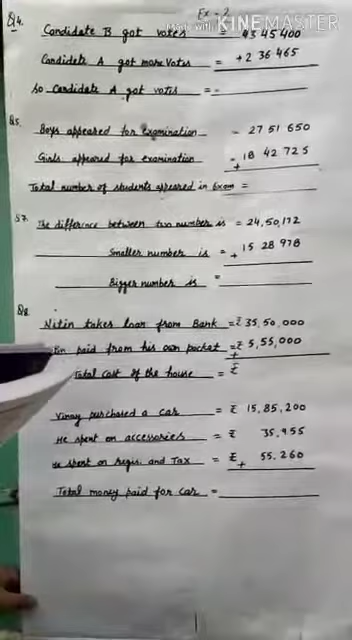 Ex-2
Made With KINEMASTER
Q4.
Candidate B got votes = 4345400
Candidate A got more Votes = +2 36 465
So Candidate A got votes =
Q5.
Boys appeared for Examination = 27 51 650
Girls appeared for examination = + 18 42 725
Total number of students appeared in Exam =
Q7. The difference between two number is = 24,50,172
Smaller number is = + 15 28 978
Bigger number is =
Q8.
Nitin takes loan from Bank = ₹ 35,50,000
paid from his own pocket = ₹ + 5,55,000
Total cost of the house = ₹
Vinay purchased a car = ₹ 15,85,200
He spent on accessories = ₹ 35,955
He spent on Regis. and Tax = ₹ + 55,260
Total money paid for car =